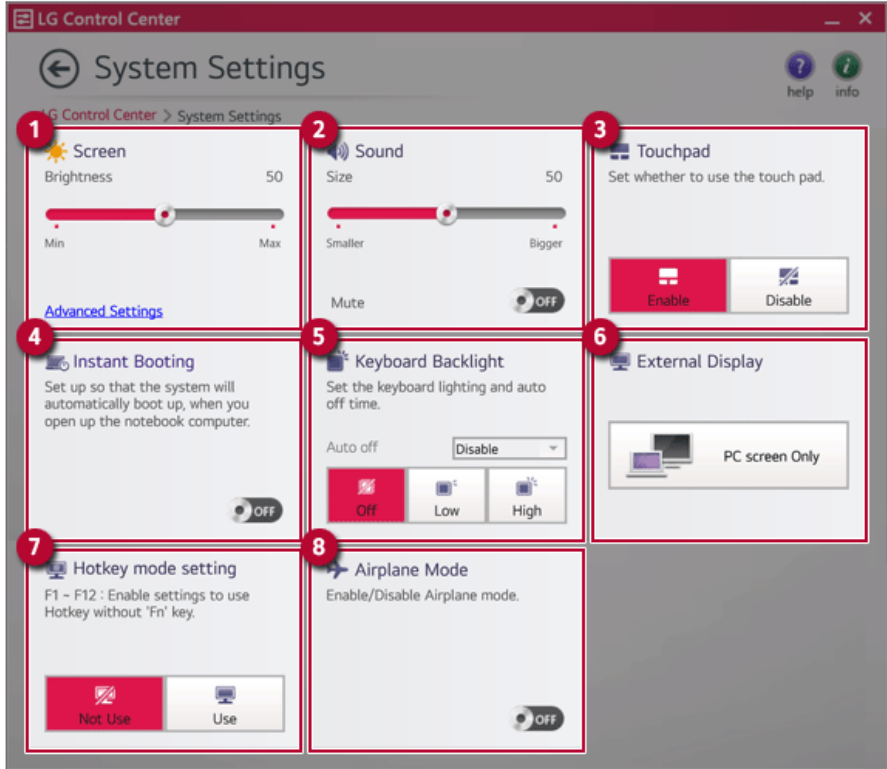 LG Control Center
System Settings
help
info
LG Control Center > System Settings
1
Screen
Brightness 50
Min Max
Advanced Settings
2
Sound
Size 50
Smaller Bigger
Mute OFF
3
Touchpad
Set whether to use the touch pad.
Enable Disable
4
Instant Booting
Set up so that the system will
automatically boot up, when you
open up the notebook computer.
OFF
5
Keyboard Backlight
Set the keyboard lighting and auto
off time.
Auto off Disable
Off Low High
6
External Display
PC screen Only
7
Hotkey mode setting
F1 ~ F12 : Enable settings to use
Hotkey without 'Fn' key.
Not Use Use
8
Airplane Mode
Enable/Disable Airplane mode.
OFF